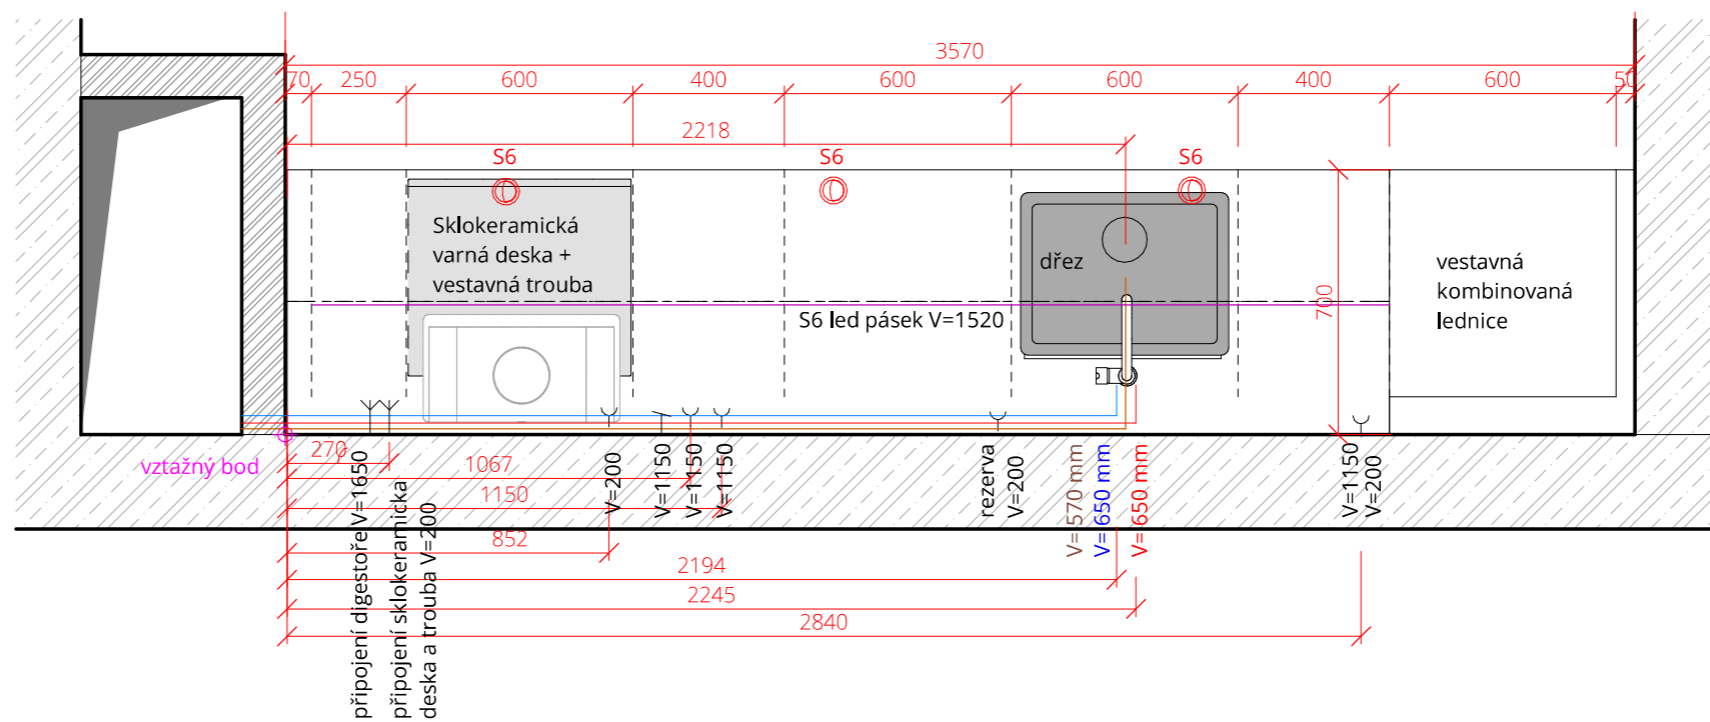 3570
70 250 600 400 600 600 400 600 50
2218
S6 S6 S6
Sklokeramická
varná deska +
vestavná trouba
dřez
vestavná
kombinovaná
lednice
700
S6 led pásek V=1520
vztažný bod
270
1067
1150
852
2194
2245
2840
připojení digestoře V=1650
připojení sklokeramicka
deska a trouba V=200
V=200
V=1150
V=1150
V=1150
rezerva
V=200
V=570 mm
V=650 mm
V=650 mm
V=1150
V=200